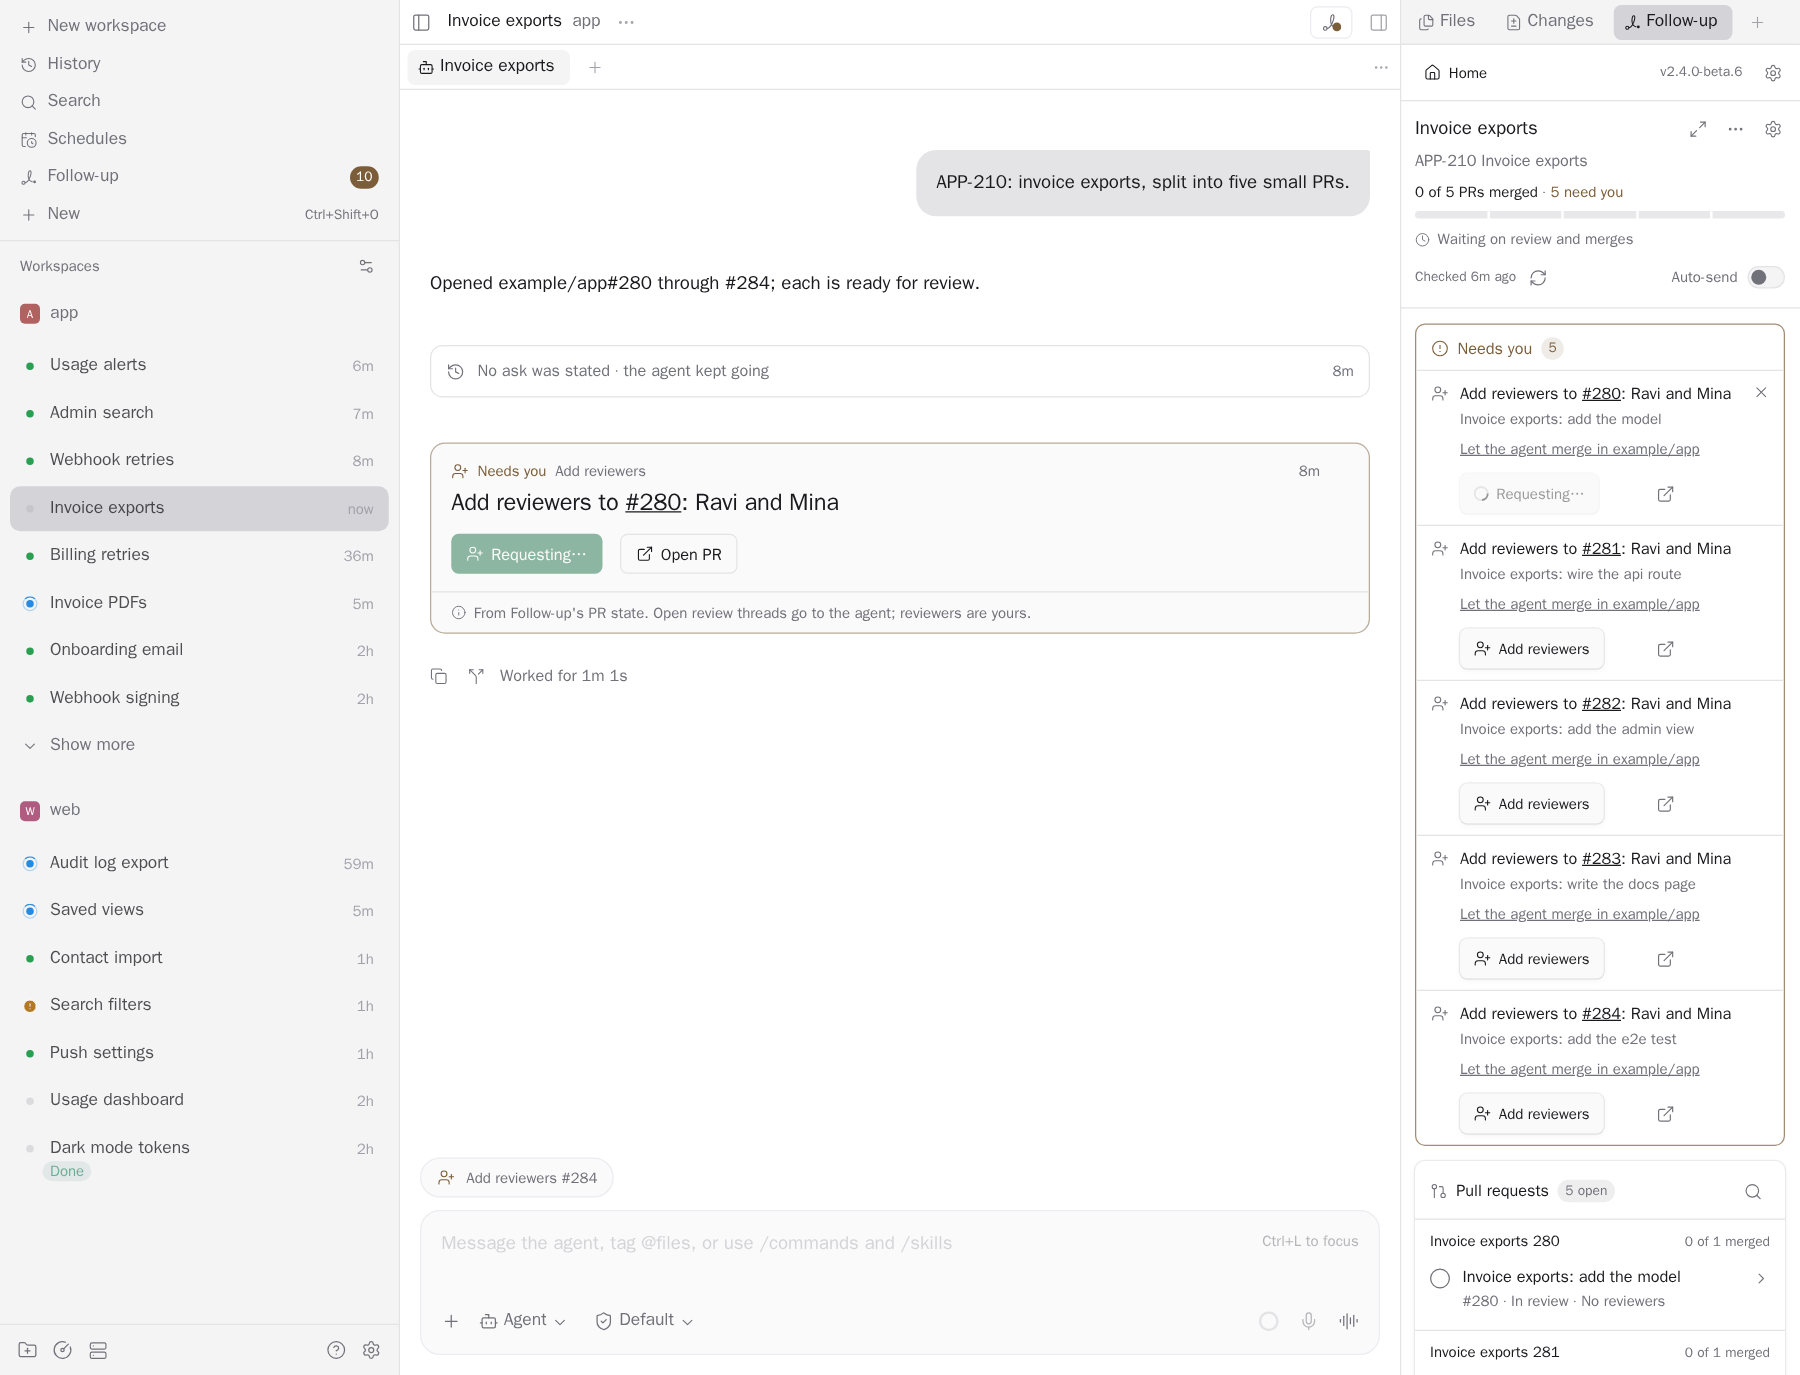 New workspace
History
Search
Schedules
Follow-up 10
New Ctrl+Shift+O
Workspaces
A app
Usage alerts 6m
Admin search 7m
Webhook retries 8m
Invoice exports now
Billing retries 36m
Invoice PDFs 5m
Onboarding email 2h
Webhook signing 2h
Show more
W web
Audit log export 59m
Saved views 5m
Contact import 1h
Search filters 1h
Push settings 1h
Usage dashboard 2h
Dark mode tokens 2h
Done
Invoice exports app
Invoice exports
APP-210: invoice exports, split into five small PRs.
Opened example/app#280 through #284; each is ready for review.
No ask was stated · the agent kept going 8m
Needs you Add reviewers 8m
Add reviewers to #280: Ravi and Mina
Requesting··· Open PR
From Follow-up's PR state. Open review threads go to the agent; reviewers are yours.
Worked for 1m 1s
Add reviewers #284
Message the agent, tag @files, or use /commands and /skills Ctrl+L to focus
Agent Default
Files Changes Follow-up
Home v2.4.0-beta.6
Invoice exports
APP-210 Invoice exports
0 of 5 PRs merged · 5 need you
Waiting on review and merges
Checked 6m ago Auto-send
Needs you 5
Add reviewers to #280: Ravi and Mina
Invoice exports: add the model
Let the agent merge in example/app
Requesting···
Add reviewers to #281: Ravi and Mina
Invoice exports: wire the api route
Let the agent merge in example/app
Add reviewers
Add reviewers to #282: Ravi and Mina
Invoice exports: add the admin view
Let the agent merge in example/app
Add reviewers
Add reviewers to #283: Ravi and Mina
Invoice exports: write the docs page
Let the agent merge in example/app
Add reviewers
Add reviewers to #284: Ravi and Mina
Invoice exports: add the e2e test
Let the agent merge in example/app
Add reviewers
Pull requests 5 open
Invoice exports 280 0 of 1 merged
Invoice exports: add the model
#280 · In review · No reviewers
Invoice exports 281 0 of 1 merged